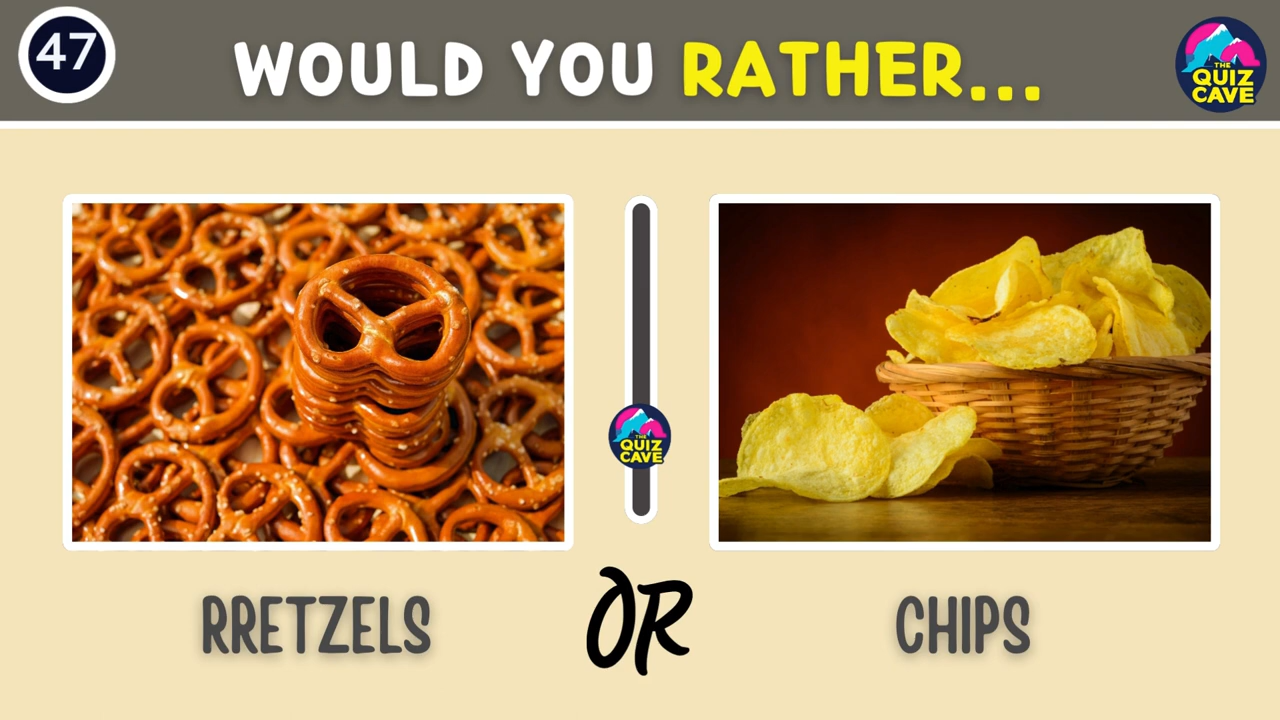 47
WOULD YOU RATHER...
THE
QUIZ
CAVE
THE
QUIZ
CAVE
RRETZELS
OR
CHIPS